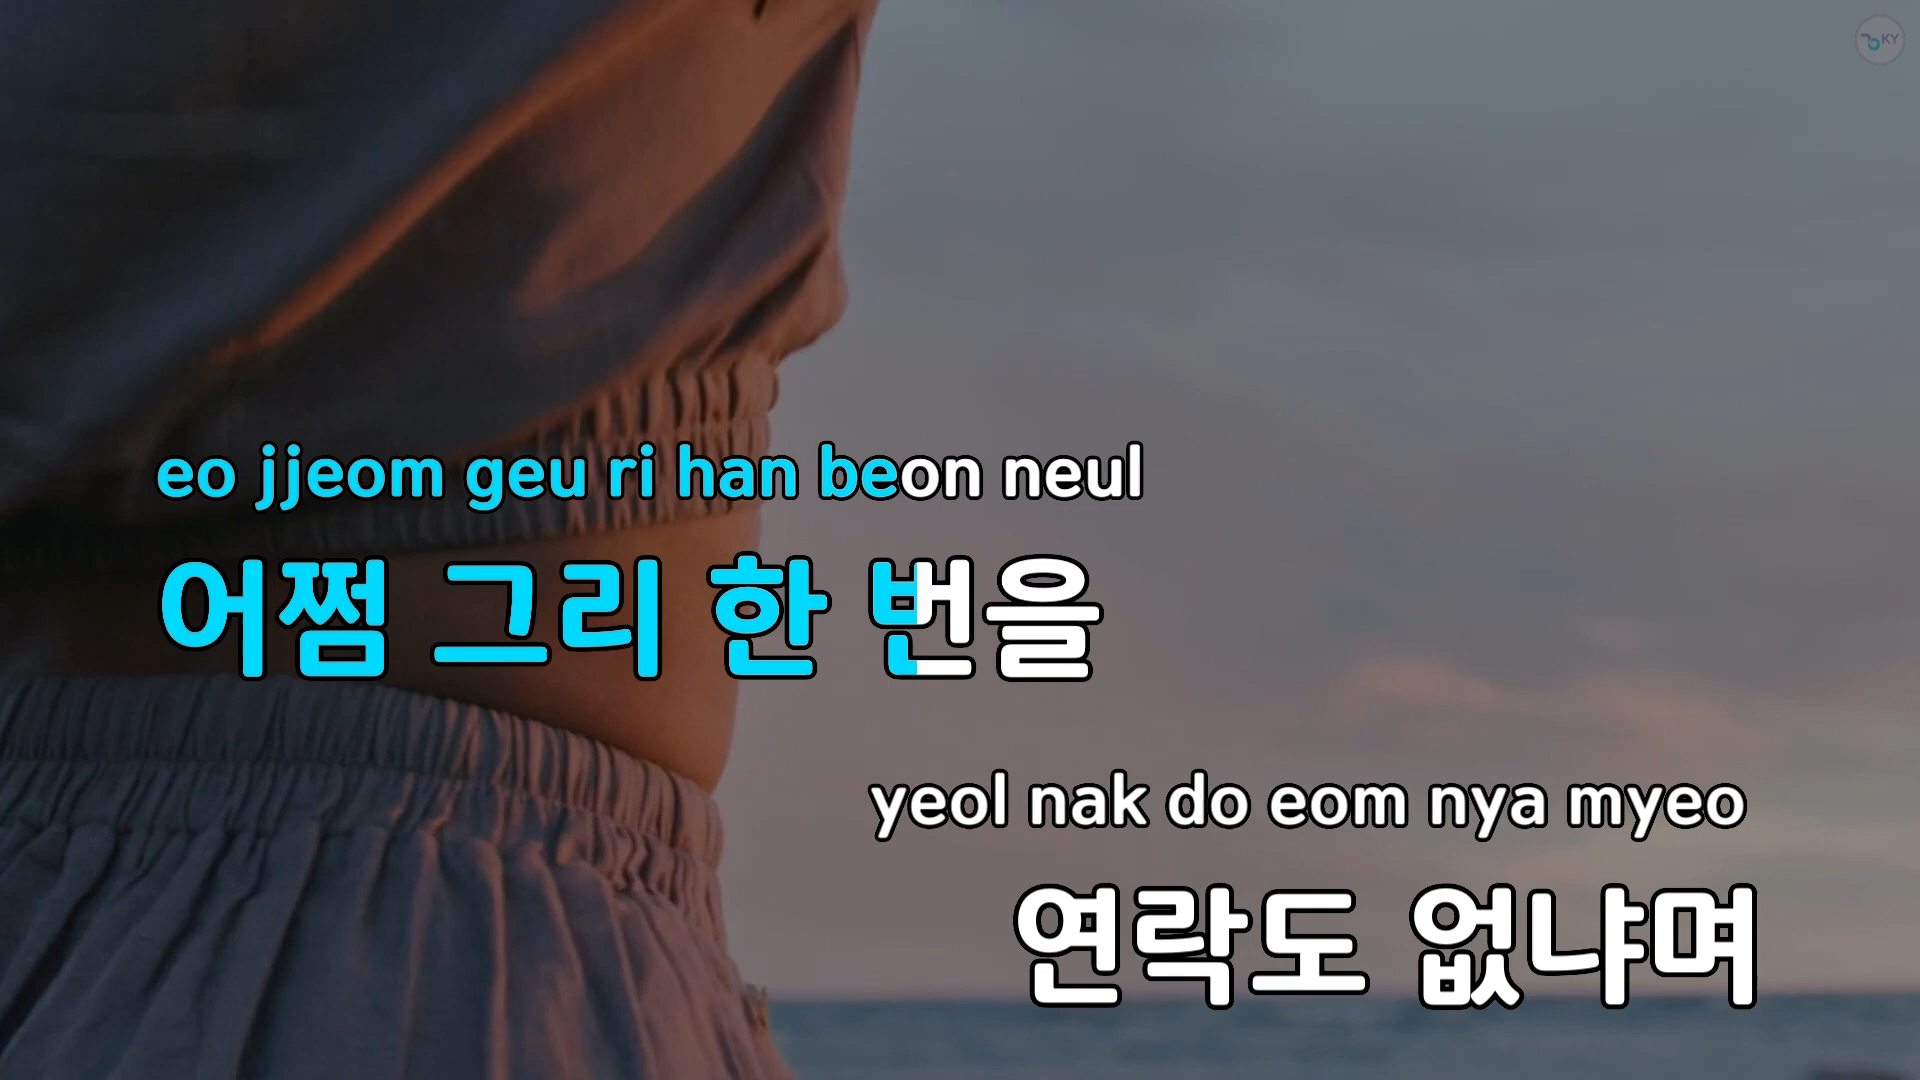 KY
eo jjeom geu ri han beon neul
어쩜 그리 한 번을
yeol nak do eom nya myeo
연락도 없냐며